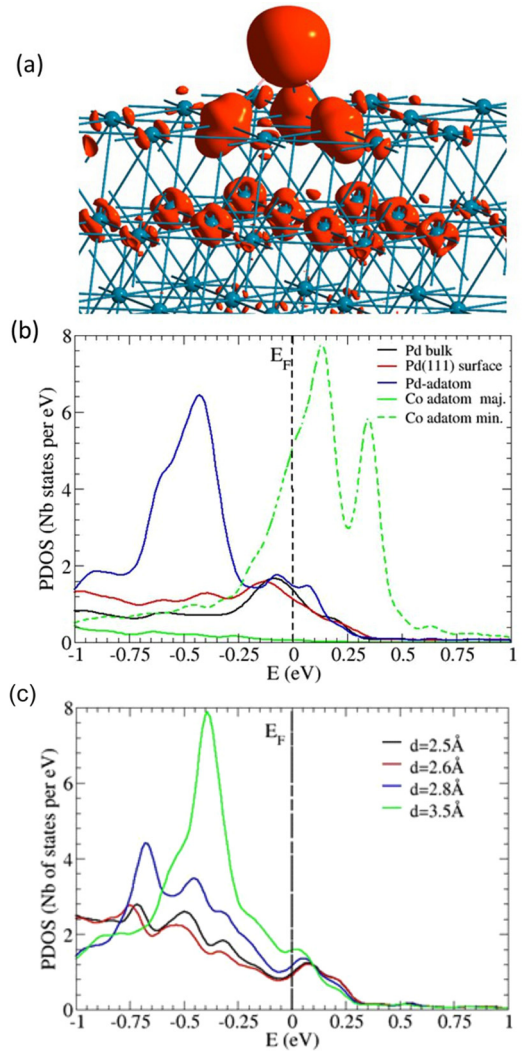 (a)
(b)
8
6
4
2
0
PDOS (Nb states per eV)
E_F
Pd bulk
Pd(111) surface
Pd-adatom
Co adatom maj.
Co adatom min.
-1 -0.75 -0.5 -0.25 0 0.25 0.5 0.75 1
E (eV)
(c)
8
6
4
2
0
PDOS (Nb of states per eV)
E_F
d=2.5Å
d=2.6Å
d=2.8Å
d=3.5Å
-1 -0.75 -0.5 -0.25 0 0.25 0.5 0.75 1
E (eV)